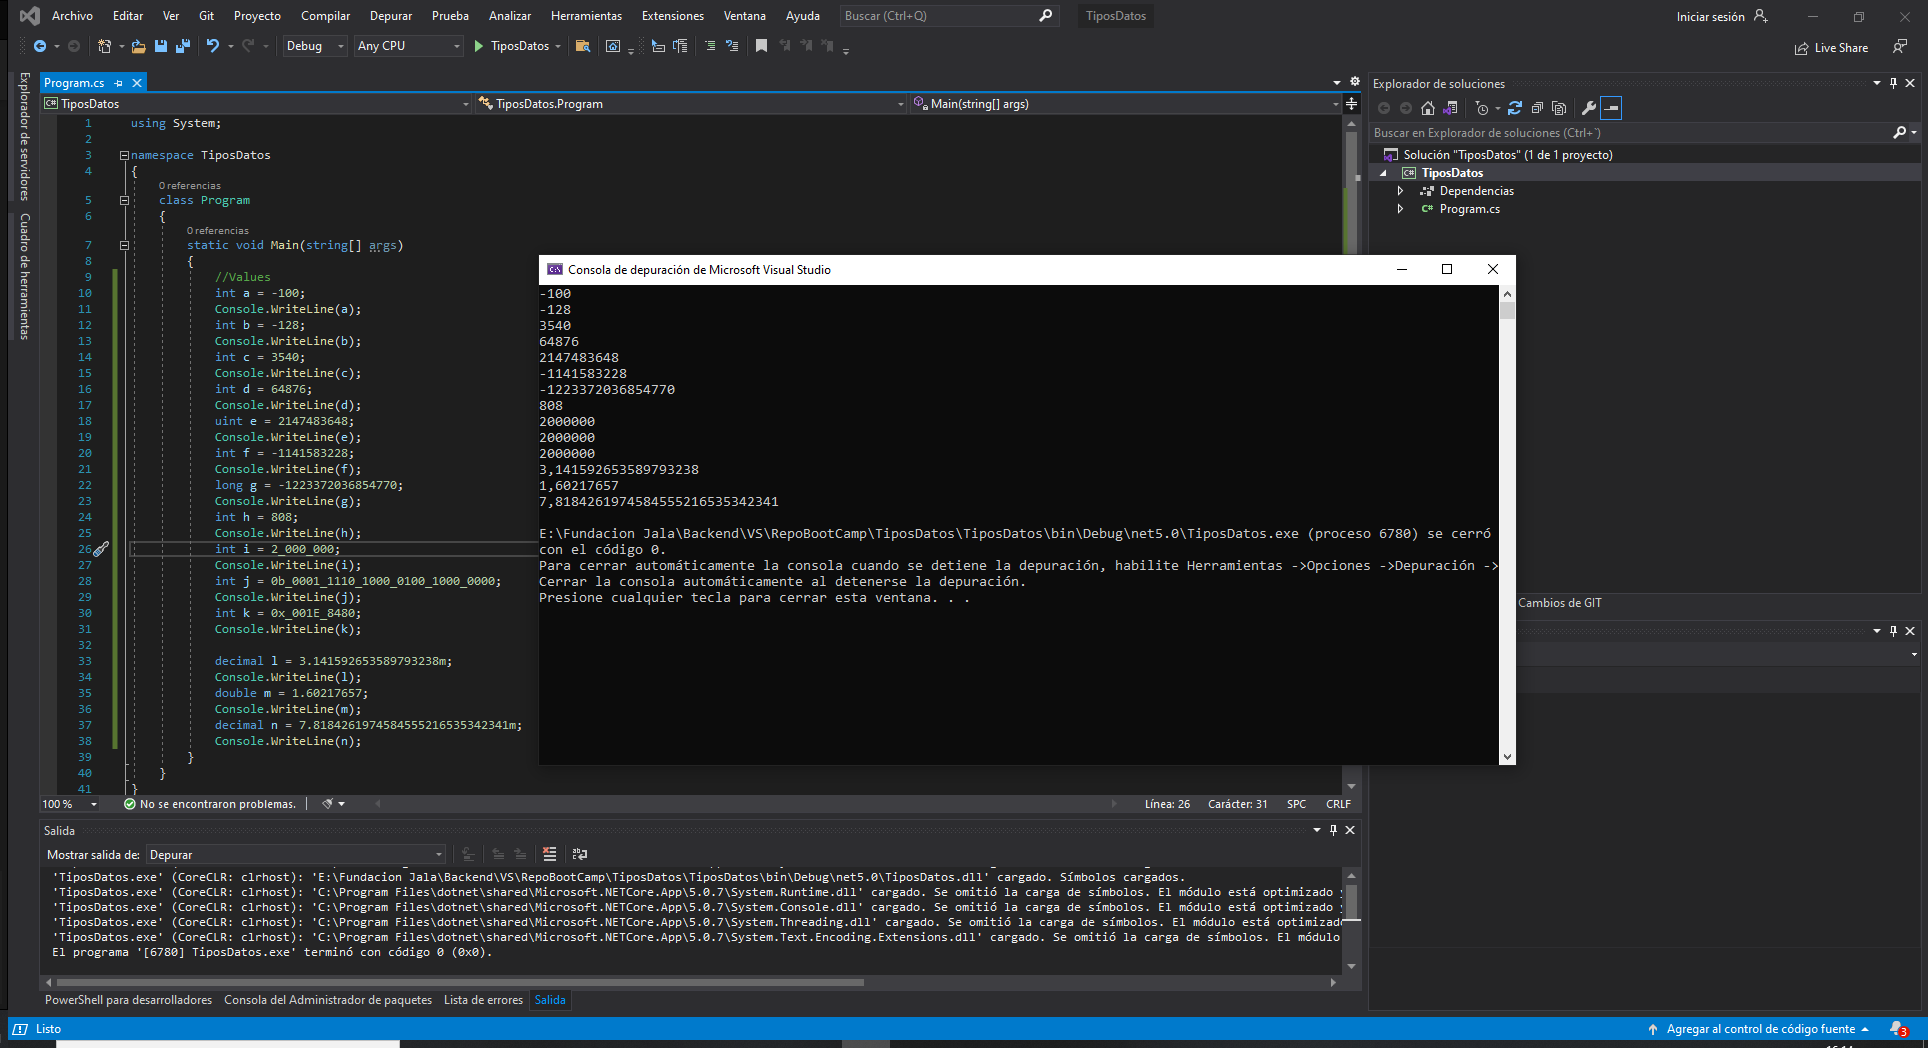 Archivo Editar Ver Git Proyecto Compilar Depurar Prueba Analizar Herramientas Extensiones Ventana Ayuda Buscar (Ctrl+Q) TiposDatos Iniciar sesión
Debug Any CPU TiposDatos Live Share
Explorador de servidores
Cuadro de herramientas
Program.cs
TiposDatos TiposDatos.Program Main(string[] args)
1 using System;
2
3 namespace TiposDatos
4 {
0 referencias
5 class Program
6 {
0 referencias
7 static void Main(string[] args)
8 {
9 //Values
10 int a = -100;
11 Console.WriteLine(a);
12 int b = -128;
13 Console.WriteLine(b);
14 int c = 3540;
15 Console.WriteLine(c);
16 int d = 64876;
17 Console.WriteLine(d);
18 uint e = 2147483648;
19 Console.WriteLine(e);
20 int f = -1141583228;
21 Console.WriteLine(f);
22 long g = -1223372036854770;
23 Console.WriteLine(g);
24 int h = 808;
25 Console.WriteLine(h);
26 int i = 2_000_000;
27 Console.WriteLine(i);
28 int j = 0b_0001_1110_1000_0100_1000_0000;
29 Console.WriteLine(j);
30 int k = 0x_001E_8480;
31 Console.WriteLine(k);
32
33 decimal l = 3.141592653589793238m;
34 Console.WriteLine(l);
35 double m = 1.60217657;
36 Console.WriteLine(m);
37 decimal n = 7.8184261974584555216535342341m;
38 Console.WriteLine(n);
39 }
40 }
41 }
Consola de depuración de Microsoft Visual Studio
-100
-128
3540
64876
2147483648
-1141583228
-1223372036854770
808
2000000
2000000
2000000
3,141592653589793238
1,60217657
7,8184261974584555216535342341
E:\Fundacion Jala\Backend\VS\RepoBootCamp\TiposDatos\TiposDatos\bin\Debug\net5.0\TiposDatos.exe (proceso 6780) se cerró
con el código 0.
Para cerrar automáticamente la consola cuando se detiene la depuración, habilite Herramientas ->Opciones ->Depuración ->
Cerrar la consola automáticamente al detenerse la depuración.
Presione cualquier tecla para cerrar esta ventana. . .
Explorador de soluciones
Buscar en Explorador de soluciones (Ctrl+`)
Solución "TiposDatos" (1 de 1 proyecto)
TiposDatos
Dependencias
Program.cs
Cambios de GIT
100 % No se encontraron problemas. Línea: 26 Carácter: 31 SPC CRLF
Salida
Mostrar salida de: Depurar
'TiposDatos.exe' (CoreCLR: clrhost): 'E:\Fundacion Jala\Backend\VS\RepoBootCamp\TiposDatos\TiposDatos\bin\Debug\net5.0\TiposDatos.dll' cargado. Símbolos cargados.
'TiposDatos.exe' (CoreCLR: clrhost): 'C:\Program Files\dotnet\shared\Microsoft.NETCore.App\5.0.7\System.Runtime.dll' cargado. Se omitió la carga de símbolos. El módulo está optimizado
'TiposDatos.exe' (CoreCLR: clrhost): 'C:\Program Files\dotnet\shared\Microsoft.NETCore.App\5.0.7\System.Console.dll' cargado. Se omitió la carga de símbolos. El módulo está optimizado
'TiposDatos.exe' (CoreCLR: clrhost): 'C:\Program Files\dotnet\shared\Microsoft.NETCore.App\5.0.7\System.Threading.dll' cargado. Se omitió la carga de símbolos. El módulo está optimizado
'TiposDatos.exe' (CoreCLR: clrhost): 'C:\Program Files\dotnet\shared\Microsoft.NETCore.App\5.0.7\System.Text.Encoding.Extensions.dll' cargado. Se omitió la carga de símbolos. El módulo
El programa '[6780] TiposDatos.exe' terminó con código 0 (0x0).
PowerShell para desarrolladores Consola del Administrador de paquetes Lista de errores Salida
Listo Agregar al control de código fuente 3